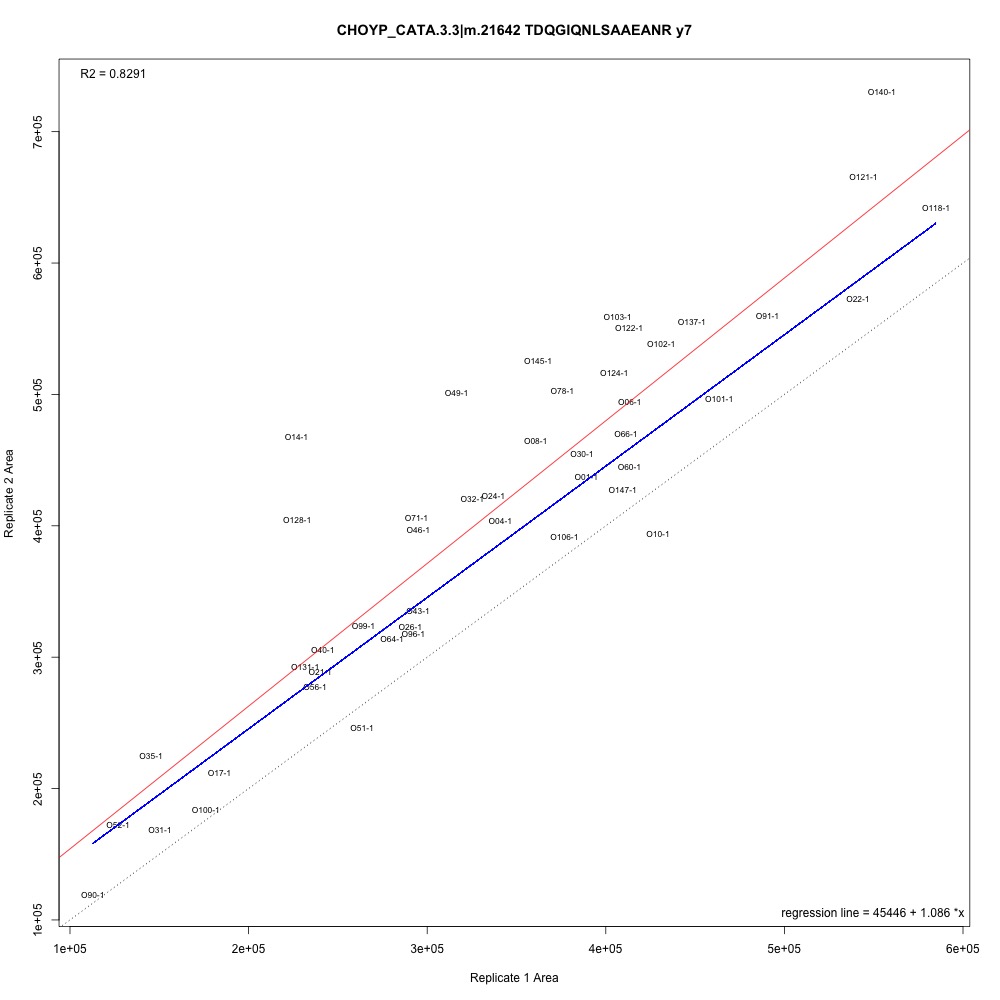 CHOYP_CATA.3.3|m.21642 TDQGIQNLSAAEANR y7
R2 = 0.8291
O140-1
7e+05
O121-1
O118-1
6e+05
O22-1
O103-1
O91-1
O137-1
O122-1
O102-1
O145-1
O124-1
O78-1
5e+05
O49-1
O101-1
O06-1
O14-1
O66-1
O08-1
O30-1
O60-1
O01-1
O147-1
O24-1
O32-1
4e+05
O128-1
O71-1
O04-1
O46-1
O10-1
O106-1
O43-1
O99-1
O26-1
O96-1
O64-1
3e+05
O40-1
O131-1
O21-1
O56-1
O51-1
O35-1
2e+05
O17-1
O100-1
O52-1
O31-1
O90-1
1e+05
regression line = 45446 + 1.086 *x
1e+05 2e+05 3e+05 4e+05 5e+05 6e+05
Replicate 1 Area
Replicate 2 Area